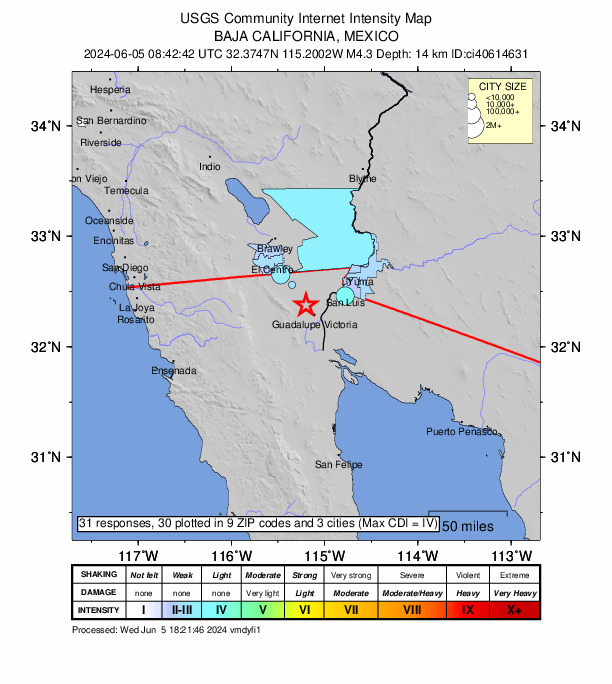 USGS Community Internet Intensity Map
BAJA CALIFORNIA, MEXICO
2024-06-05 08:42:42 UTC 32.3747N 115.2002W M4.3 Depth: 14 km ID:ci40614631
CITY SIZE
<10,000
10,000+
100,000+
2M+
Hesperia
San Bernardino
Riverside
on Viejo
Temecula
Indio
Blythe
Oceanside
Encinitas
San Diego
Chula Vista
La Joya
Rosarito
Brawley
El Centro
Yuma
San Luis
Guadalupe Victoria
Ensenada
Puerto Penasco
San Felipe
34°N
33°N
32°N
31°N
34°N
33°N
32°N
31°N
31 responses, 30 plotted in 9 ZIP codes and 3 cities (Max CDI = IV)
50 miles
117°W 116°W 115°W 114°W 113°W
SHAKING Not felt Weak Light Moderate Strong Very strong Severe Violent Extreme
DAMAGE none none none Very light Light Moderate Moderate/Heavy Heavy Very Heavy
INTENSITY I II-III IV V VI VII VIII IX X+
Processed: Wed Jun 5 18:21:46 2024 vmdyfi1